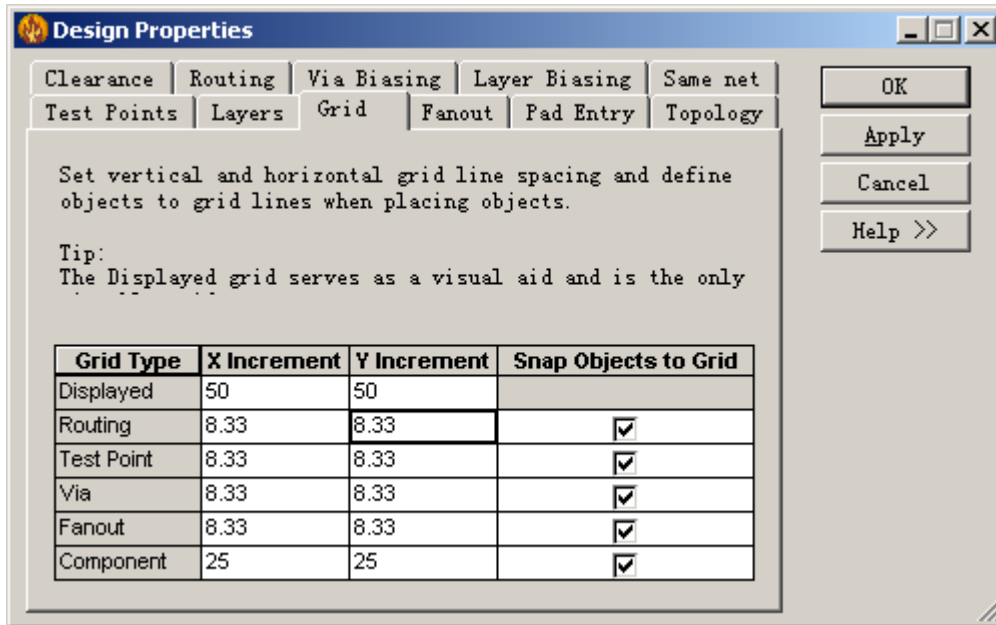 Design Properties
Clearance Routing Via Biasing Layer Biasing Same net
Test Points Layers Grid Fanout Pad Entry Topology
Set vertical and horizontal grid line spacing and define
objects to grid lines when placing objects.
Tip:
The Displayed grid serves as a visual aid and is the only
Grid Type X Increment Y Increment Snap Objects to Grid
Displayed 50 50
Routing 8.33 8.33
Test Point 8.33 8.33
Via 8.33 8.33
Fanout 8.33 8.33
Component 25 25
OK
Apply
Cancel
Help >>